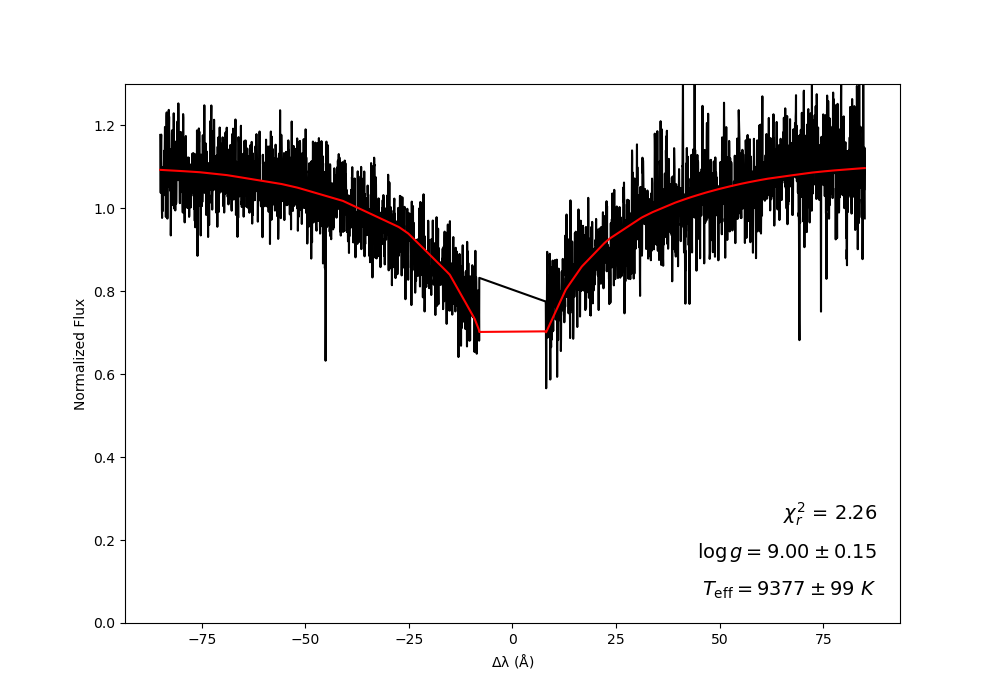 1.2
1.0
0.8
0.6
0.4
0.2
0.0
Normalized Flux
χ²ᵣ = 2.26
log g = 9.00 ± 0.15
T_eff = 9377 ± 99 K
−75 −50 −25 0 25 50 75
Δλ (Å)